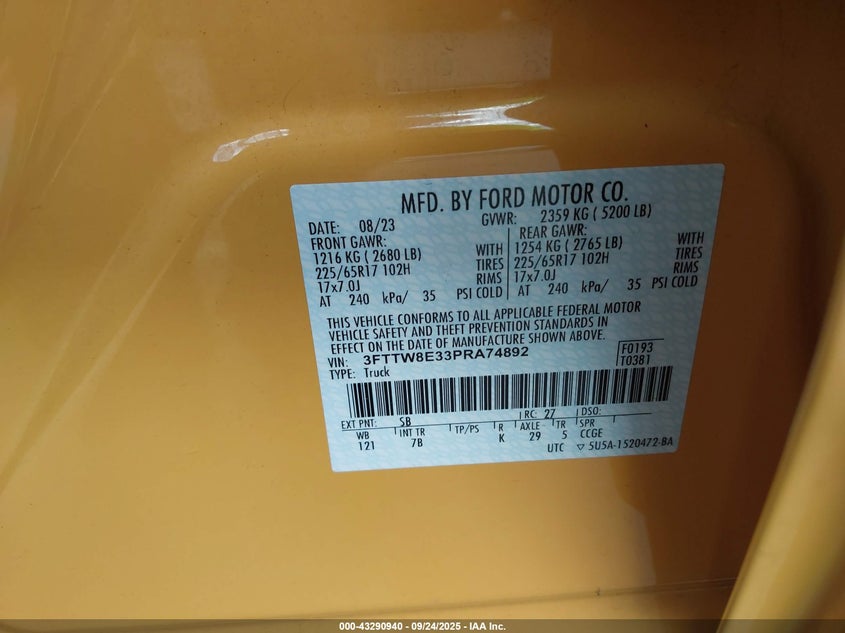 MFD. BY FORD MOTOR CO.
DATE: 08/23 GVWR: 2359 KG ( 5200 LB)
FRONT GAWR: REAR GAWR:
1216 KG ( 2680 LB) WITH 1254 KG ( 2765 LB) WITH
225/65R17 102H TIRES 225/65R17 102H TIRES
17x7.0J RIMS 17x7.0J RIMS
AT 240 kPa/ 35 PSI COLD AT 240 kPa/ 35 PSI COLD
THIS VEHICLE CONFORMS TO ALL APPLICABLE FEDERAL MOTOR
VEHICLE SAFETY AND THEFT PREVENTION STANDARDS IN
EFFECT ON THE DATE OF MANUFACTURE SHOWN ABOVE.
VIN: 3FTTW8E33PRA74892 F0193
TYPE: Truck T0381
EXT PNT: SB RC: 27 DSO:
WB INT TR TP/PS R AXLE TR SPR
121 7B K 29 5 CCGE
UTC ▽ 5U5A-1520472-BA
000-43290940 - 09/24/2025 - IAA Inc.